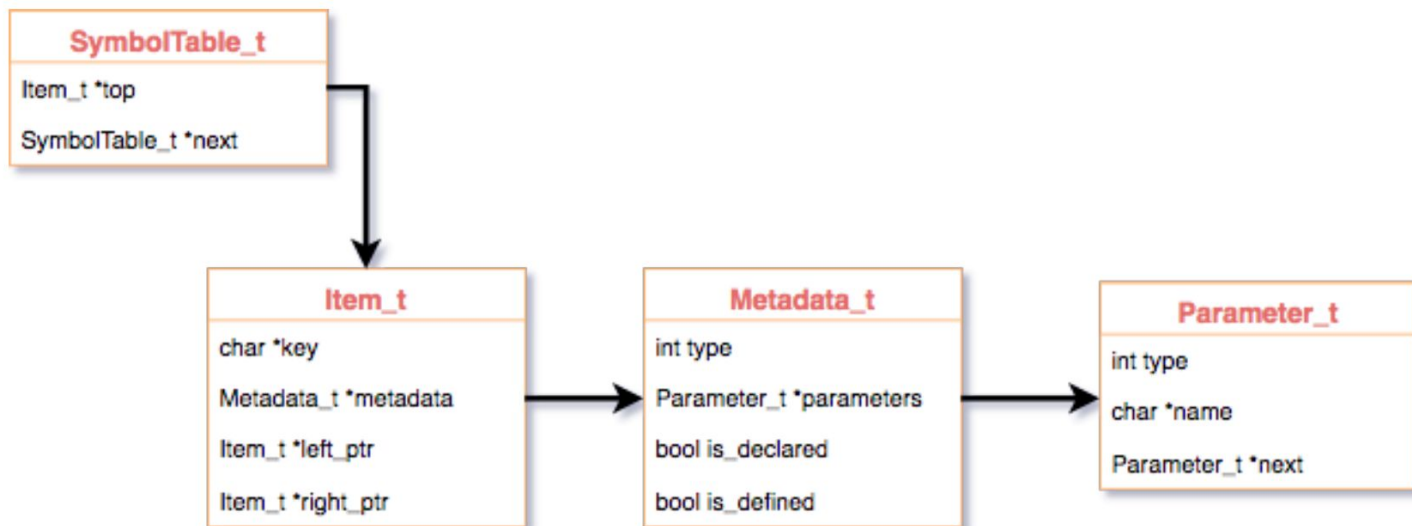 SymbolTable_t
Item_t *top
SymbolTable_t *next
Item_t
char *key
Metadata_t *metadata
Item_t *left_ptr
Item_t *right_ptr
Metadata_t
int type
Parameter_t *parameters
bool is_declared
bool is_defined
Parameter_t
int type
char *name
Parameter_t *next